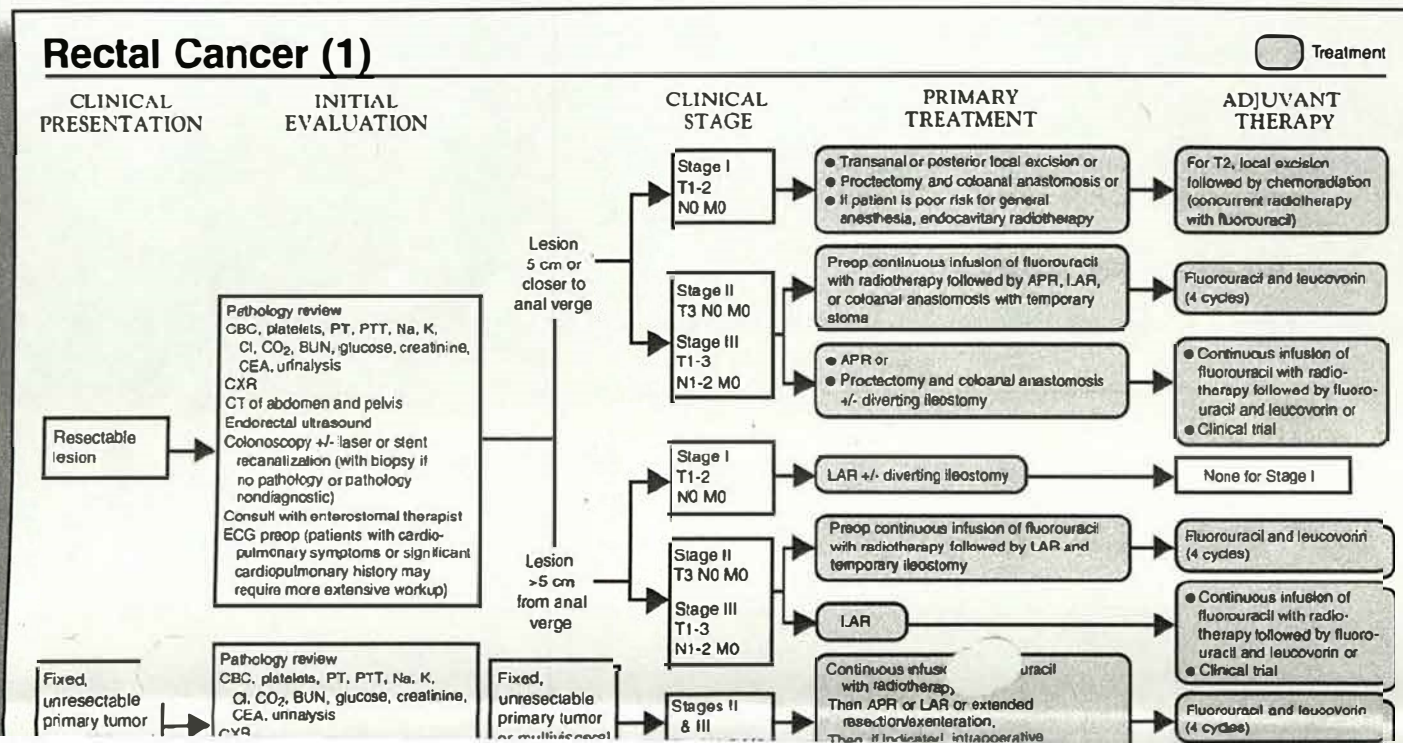 Rectal Cancer (1)
Treatment
CLINICAL
PRESENTATION
INITIAL
EVALUATION
CLINICAL
STAGE
PRIMARY
TREATMENT
ADJUVANT
THERAPY
Resectable
lesion
Pathology review
CBC, platelets, PT, PTT, Na, K,
Cl, CO₂, BUN, glucose, creatinine,
CEA, urinalysis
CXR
CT of abdomen and pelvis
Endorectal ultrasound
Colonoscopy +/- laser or stent
recanalization (with biopsy if
no pathology or pathology
nondiagnostic)
Consult with enterostomal therapist
ECG preop (patients with cardio-
pulmonary symptoms or significant
cardiopulmonary history may
require more extensive workup)
Lesion
5 cm or
closer to
anal verge
Stage I
T1-2
N0 M0
● Transanal or posterior local excision or
● Proctectomy and coloanal anastomosis or
● If patient is poor risk for general
anesthesia, endocavitary radiotherapy
For T2, local excision
followed by chemoradiation
(concurrent radiotherapy
with fluorouracil)
Stage II
T3 N0 M0
Stage III
T1-3
N1-2 M0
Preop continuous infusion of fluorouracil
with radiotherapy followed by APR, LAR,
or coloanal anastomosis with temporary
stoma
Fluorouracil and leucovorin
(4 cycles)
● APR or
● Proctectomy and coloanal anastomosis
+/- diverting ileostomy
● Continuous infusion of
fluorouracil with radio-
therapy followed by fluoro-
uracil and leucovorin or
● Clinical trial
Lesion
>5 cm
from anal
verge
Stage I
T1-2
N0 M0
LAR +/- diverting ileostomy
None for Stage I
Stage II
T3 N0 M0
Stage III
T1-3
N1-2 M0
Preop continuous infusion of fluorouracil
with radiotherapy followed by LAR and
temporary ileostomy
Fluorouracil and leucovorin
(4 cycles)
LAR
● Continuous infusion of
fluorouracil with radio-
therapy followed by fluoro-
uracil and leucovorin or
● Clinical trial
Fixed,
unresectable
primary tumor
Pathology review
CBC, platelets, PT, PTT, Na, K,
Cl, CO₂, BUN, glucose, creatinine,
CEA, urinalysis
CXR
Fixed,
unresectable
primary tumor
or multivisceral
Stages II
& III
Continuous uracil
with radiotherapy,
Then APR or LAR or extended
resection/exenteration,
Then, if indicated, intraoperative
Fluorouracil and leucovorin
(4 cycles)